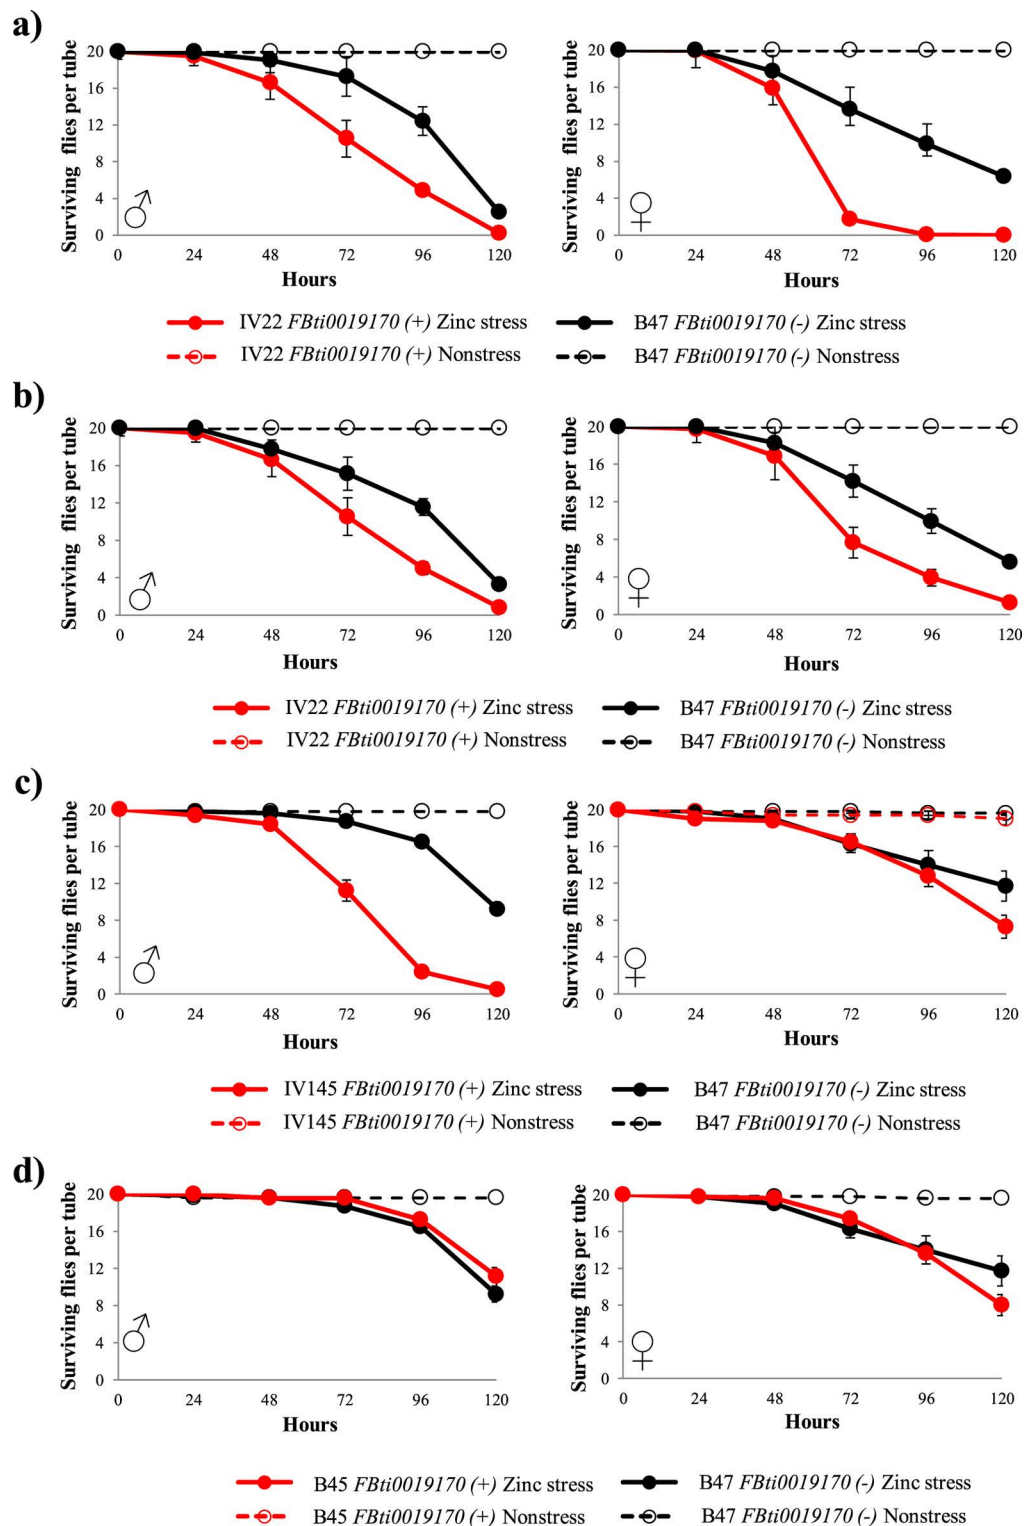 a)
Surviving flies per tube
20
16
12
8
4
0
0 24 48 72 96 120
Hours
♂
Surviving flies per tube
20
16
12
8
4
0
0 24 48 72 96 120
Hours
♀
IV22 FBti0019170 (+) Zinc stress
B47 FBti0019170 (-) Zinc stress
IV22 FBti0019170 (+) Nonstress
B47 FBti0019170 (-) Nonstress
b)
Surviving flies per tube
20
16
12
8
4
0
0 24 48 72 96 120
Hours
♂
Surviving flies per tube
20
16
12
8
4
0
0 24 48 72 96 120
Hours
♀
IV22 FBti0019170 (+) Zinc stress
B47 FBti0019170 (-) Zinc stress
IV22 FBti0019170 (+) Nonstress
B47 FBti0019170 (-) Nonstress
c)
Surviving flies per tube
20
16
12
8
4
0
0 24 48 72 96 120
Hours
♂
Surviving flies per tube
20
16
12
8
4
0
0 24 48 72 96 120
Hours
♀
IV145 FBti0019170 (+) Zinc stress
B47 FBti0019170 (-) Zinc stress
IV145 FBti0019170 (+) Nonstress
B47 FBti0019170 (-) Nonstress
d)
Surviving flies per tube
20
16
12
8
4
0
0 24 48 72 96 120
Hours
♂
Surviving flies per tube
20
16
12
8
4
0
0 24 48 72 96 120
Hours
♀
B45 FBti0019170 (+) Zinc stress
B47 FBti0019170 (-) Zinc stress
B45 FBti0019170 (+) Nonstress
B47 FBti0019170 (-) Nonstress